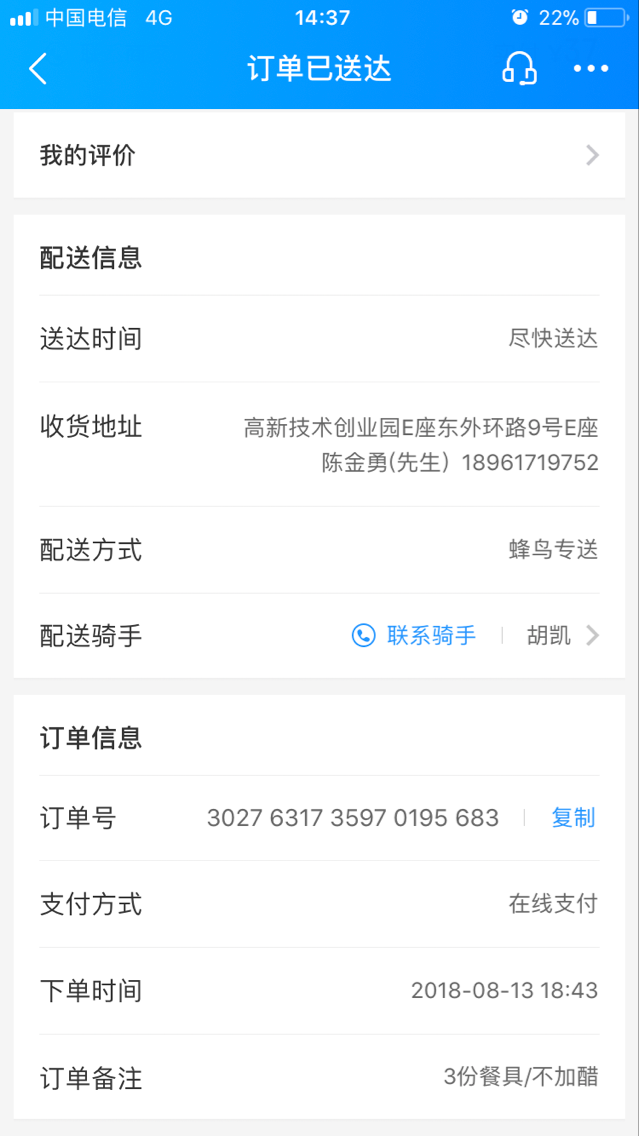 中国电信 4G 14:37 22%
订单已送达
我的评价
配送信息
送达时间 尽快送达
收货地址 高新技术创业园E座东外环路9号E座
陈金勇(先生) 18961719752
配送方式 蜂鸟专送
配送骑手 联系骑手 胡凯
订单信息
订单号 3027 6317 3597 0195 683 复制
支付方式 在线支付
下单时间 2018-08-13 18:43
订单备注 3份餐具/不加醋